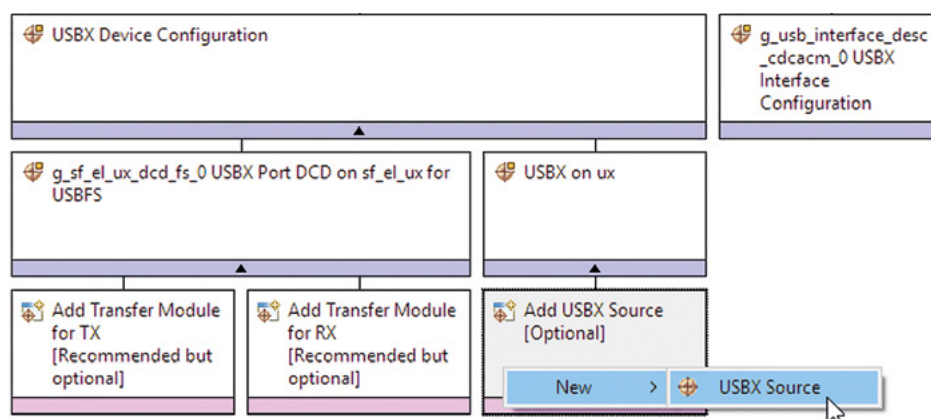 USBX Device Configuration
g_usb_interface_desc
_cdcacm_0 USBX
Interface
Configuration
g_sf_el_ux_dcd_fs_0 USBX Port DCD on sf_el_ux for
USBFS
USBX on ux
Add Transfer Module
for TX
[Recommended but
optional]
Add Transfer Module
for RX
[Recommended but
optional]
Add USBX Source
[Optional]
New
USBX Source